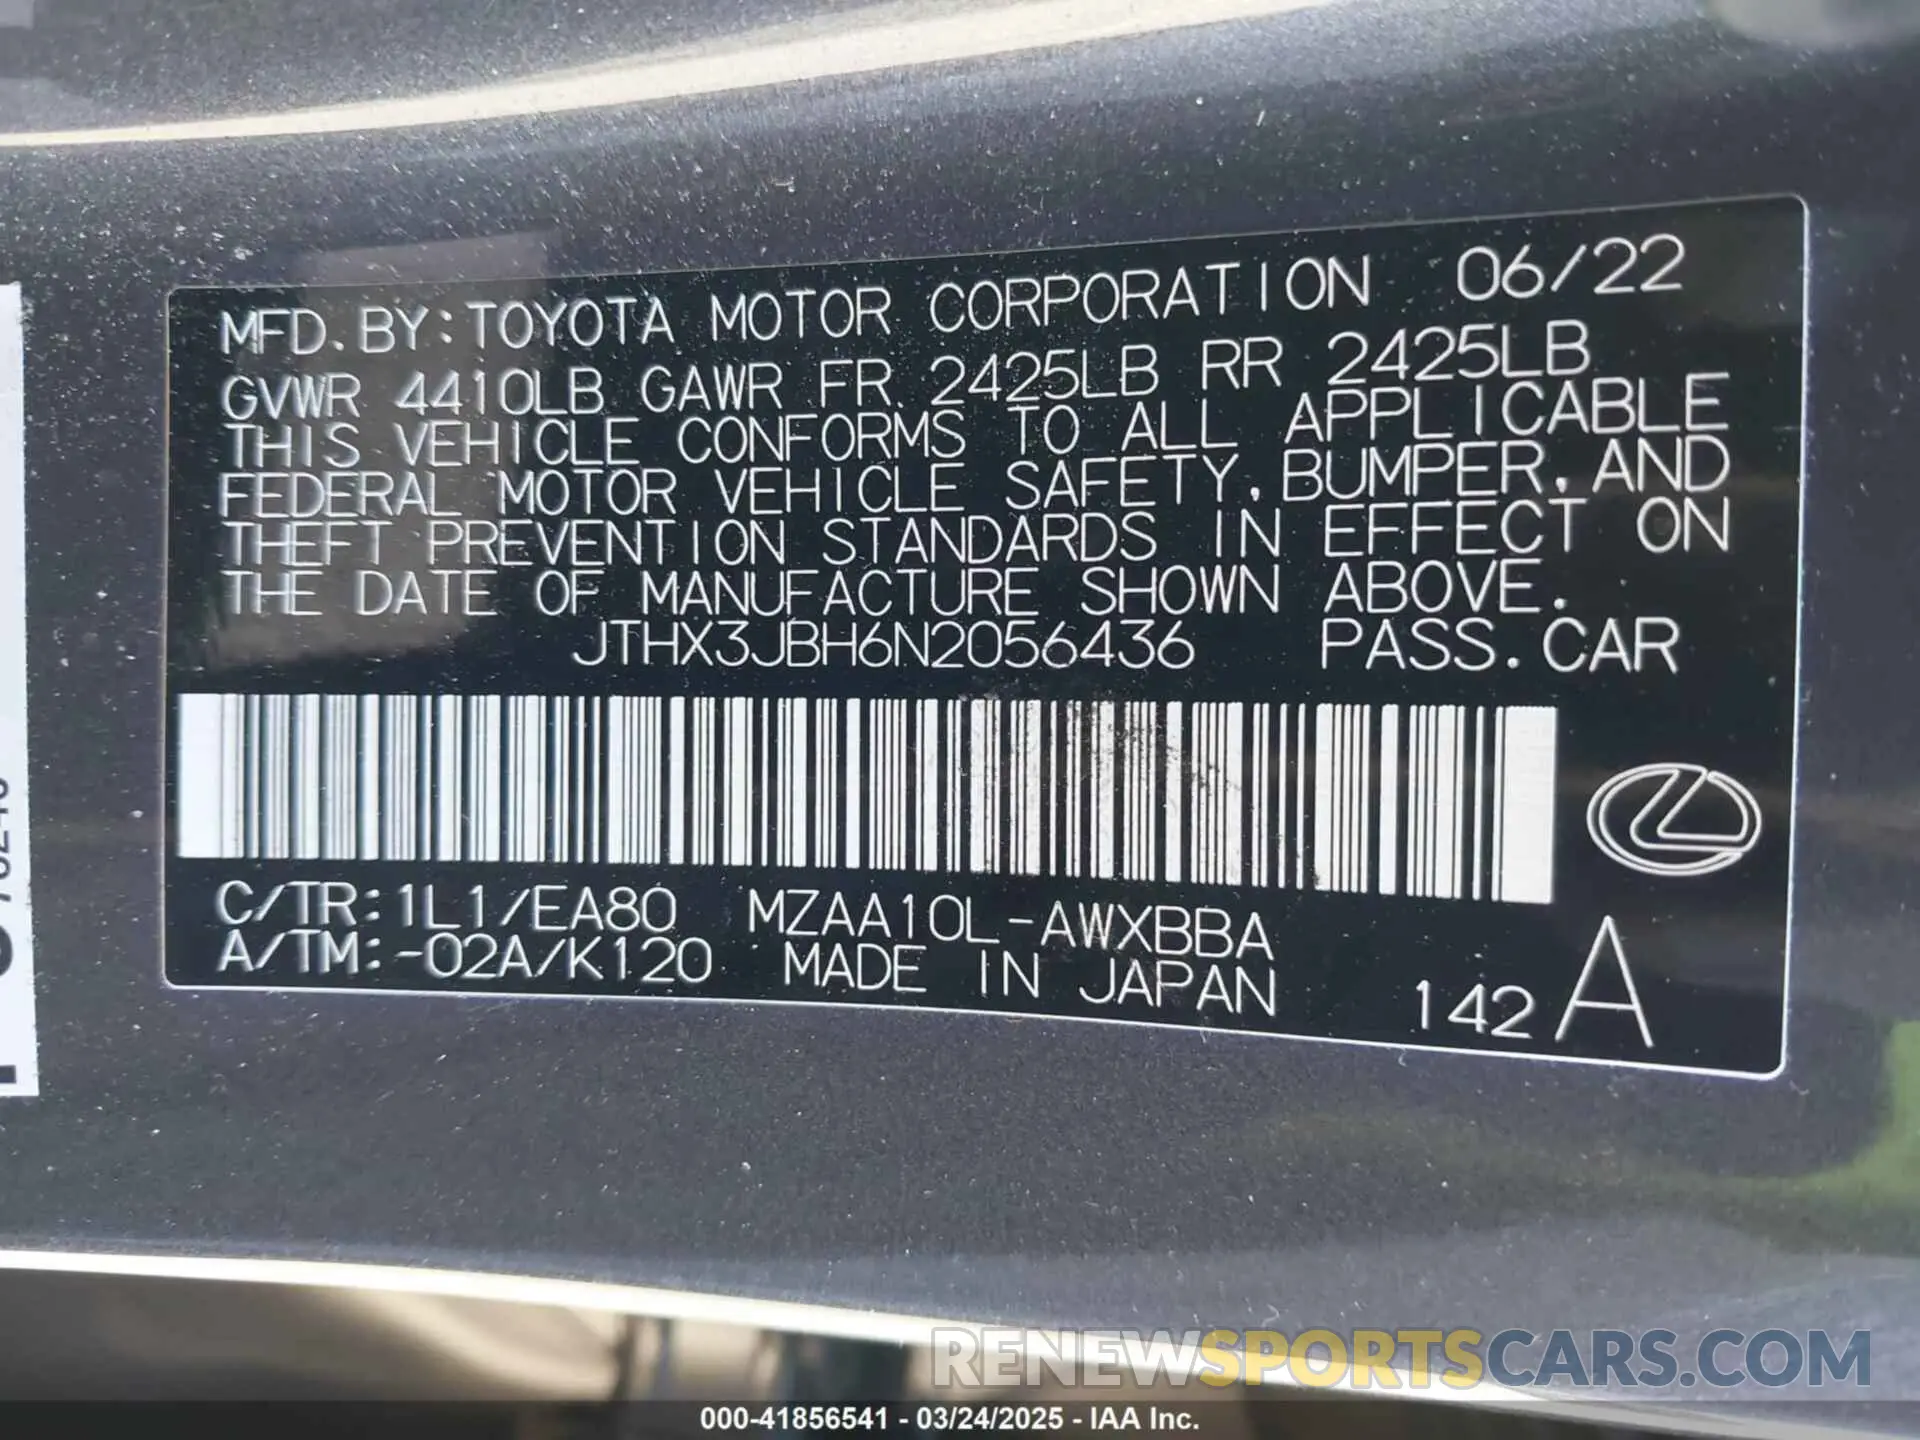 MFD. BY: TOYOTA MOTOR CORPORATION 06/22
GVWR 4410LB GAWR FR 2425LB RR 2425LB
THIS VEHICLE CONFORMS TO ALL APPLICABLE
FEDERAL MOTOR VEHICLE SAFETY, BUMPER, AND
THEFT PREVENTION STANDARDS IN EFFECT ON
THE DATE OF MANUFACTURE SHOWN ABOVE.
JTHX3JBH6N2056436 PASS. CAR
C/TR: 1L1/EA80 MZAA10L-AWXBBA
A/TM: -02A/K120 MADE IN JAPAN
142 A
RENEWSPORTSCARS.COM
000-41856541 - 03/24/2025 - IAA Inc.